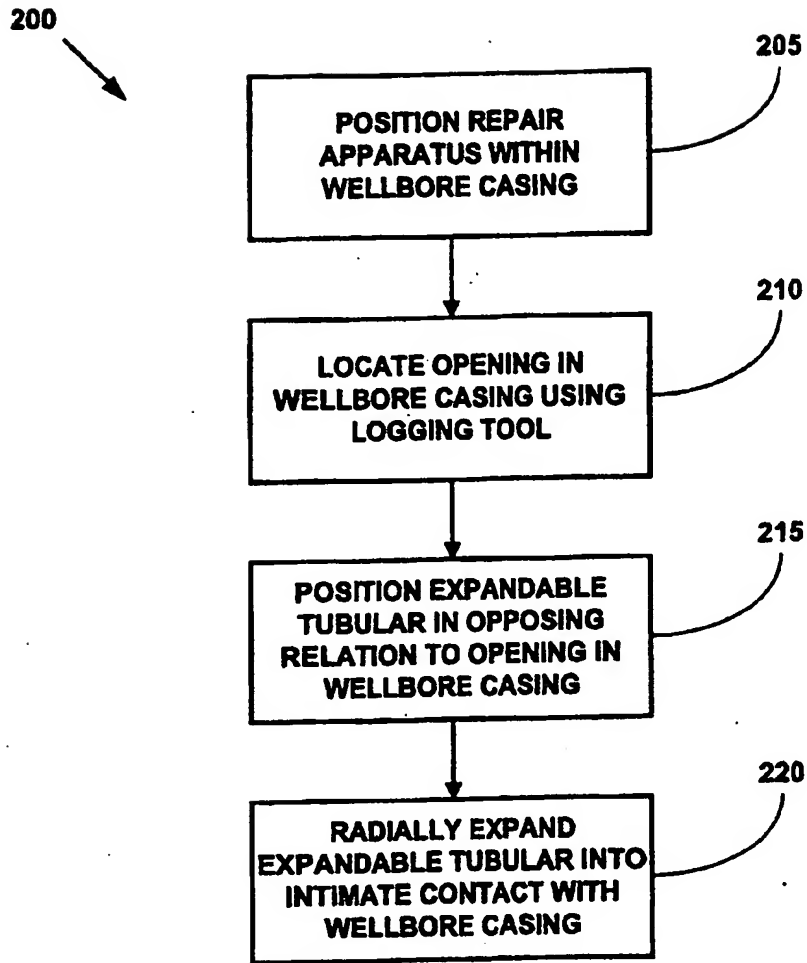 200
205
POSITION REPAIR
APPARATUS WITHIN
WELLBORE CASING
210
LOCATE OPENING IN
WELLBORE CASING USING
LOGGING TOOL
215
POSITION EXPANDABLE
TUBULAR IN OPPOSING
RELATION TO OPENING IN
WELLBORE CASING
220
RADIALLY EXPAND
EXPANDABLE TUBULAR INTO
INTIMATE CONTACT WITH
WELLBORE CASING